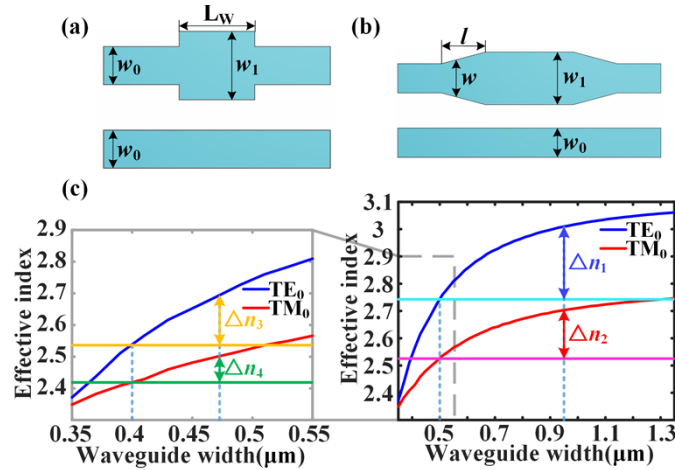 (a)
L_W
w_0
w_1
w_0
(b)
l
w
w_1
w_0
(c)
Effective index
2.9
2.8
2.7
2.6
2.5
2.4
TE_0
TM_0
△n_3
△n_4
0.35 0.4 0.45 0.5 0.55
Waveguide width(μm)
Effective index
3.1
3
2.9
2.8
2.7
2.6
2.5
2.4
TE_0
TM_0
△n_1
△n_2
0.5 0.7 0.9 1.1 1.3
Waveguide width(μm)